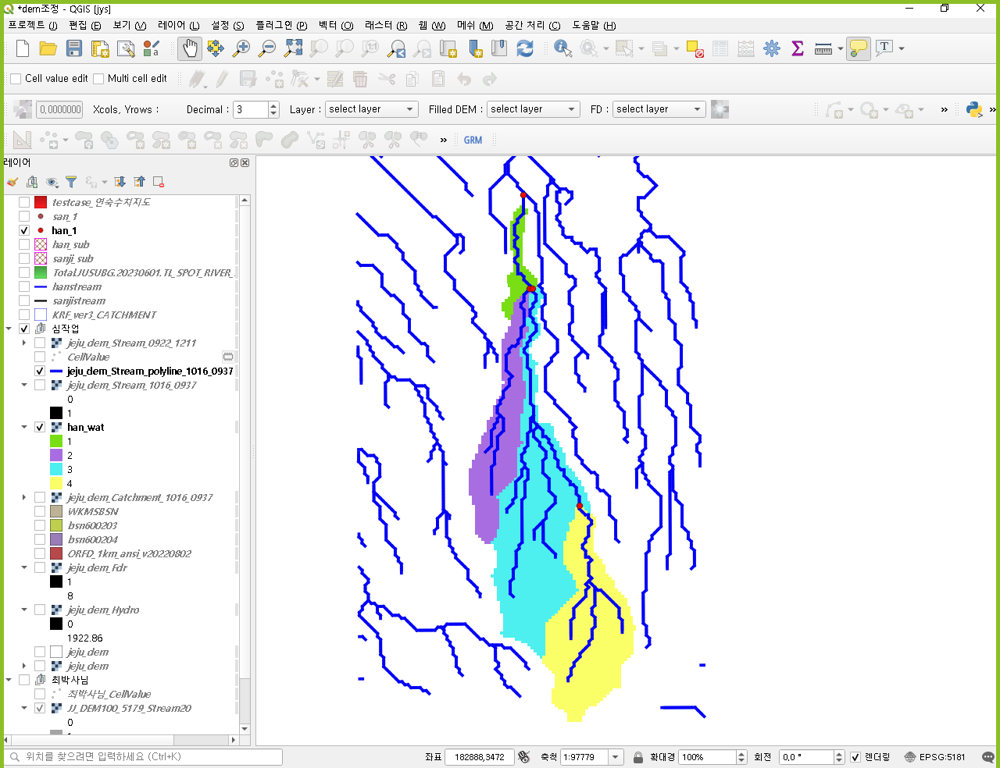 *dem조정 - QGIS [jys]
프로젝트 (J) 편집 (E) 보기 (V) 레이어 (L) 설정 (S) 플러그인 (P) 벡터 (O) 래스터 (R) 웹 (W) 메쉬 (M) 공간 처리 (C) 도움말 (H)
Cell value edit Multi cell edit
0,0000000 Xcols, Yrows : Decimal : 3 Layer : select layer Filled DEM : select layer FD : select layer » »
» GRM
레이어
testcase_연속수치지도
san_1
han_1
han_sub
sanji_sub
Total.JUSUBG.20230601.TL_SPOT_RIVER_
hanstream
sanjistream
KRF_ver3_CATCHMENT
심작업
jeju_dem_Stream_0922_1211
CellValue
jeju_dem_Stream_polyline_1016_0937
jeju_dem_Stream_1016_0937
0
1
han_wat
1
2
3
4
jeju_dem_Catchment_1016_0937
WKMSBSN
bsn600203
bsn600204
ORFD_1km_ansi_v20220802
jeju_dem_Fdr
1
8
jeju_dem_Hydro
0
1922.86
jeju_dem
jeju_dem
최박사님
최박사님_CellValue
JJ_DEM100_5179_Stream20
0
위치를 찾으려면 입력하세요 (Ctrl+K) 좌표 182888,3472 축척 1:97779 확대경 100% 회전 0,0 ° 렌더링 EPSG:5181